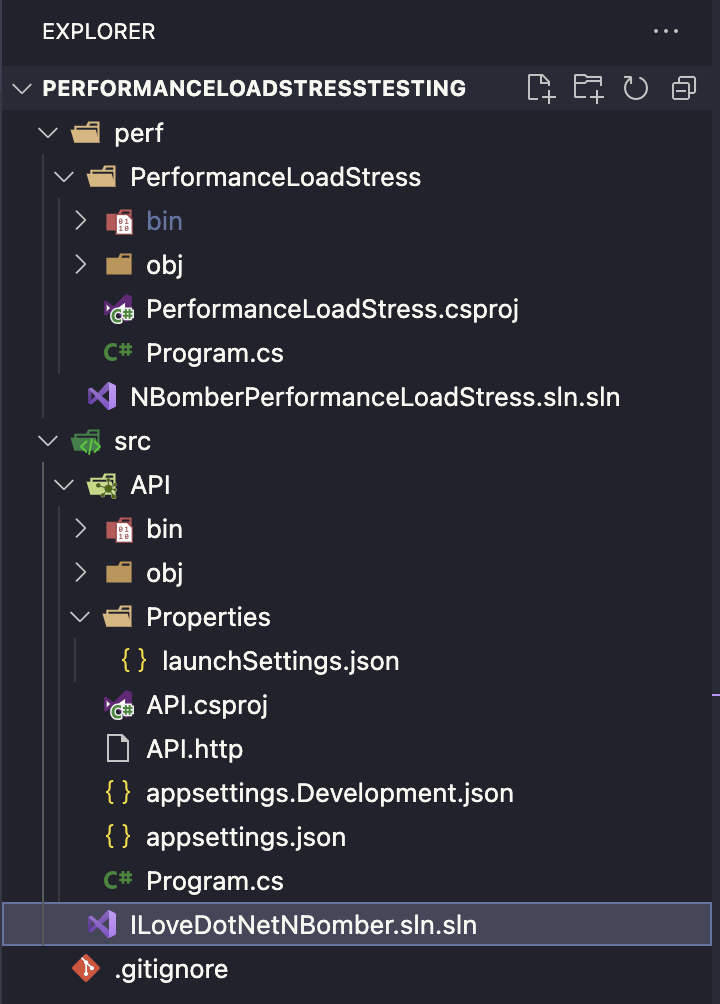 EXPLORER
PERFORMANCELOADSTRESSTESTING
perf
PerformanceLoadStress
bin
obj
PerformanceLoadStress.csproj
C# Program.cs
NBomberPerformanceLoadStress.sln.sln
src
API
bin
obj
Properties
{ } launchSettings.json
API.csproj
API.http
{ } appsettings.Development.json
{ } appsettings.json
C# Program.cs
ILoveDotNetNBomber.sln.sln
.gitignore